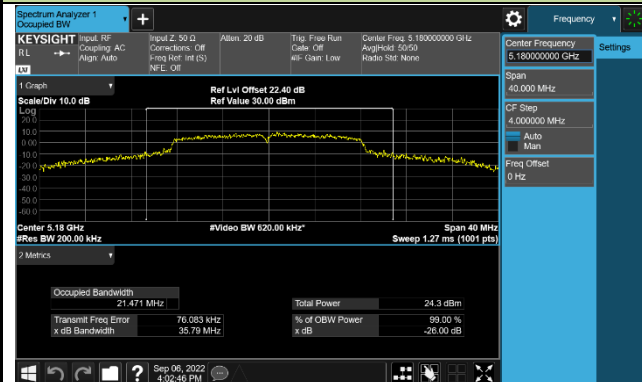 Spectrum Analyzer 1
Occupied BW
Frequency
KEYSIGHT
RL
LXI
Input: RF
Coupling: AC
Align: Auto
Input Z: 50 Ω
Corrections: Off
Freq Ref: Int (S)
NFE: Off
Atten: 20 dB
Trig: Free Run
Gate: Off
#IF Gain: Low
Center Freq: 5.180000000 GHz
Avg|Hold: 50/50
Radio Std: None
Center Frequency
5.180000000 GHz
Settings
Span
40.000 MHz
CF Step
4.000000 MHz
Auto
Man
Freq Offset
0 Hz
1 Graph
Scale/Div 10.0 dB
Ref Lvl Offset 22.40 dB
Ref Value 30.00 dBm
Log
20.0
10.0
0.00
-10.0
-20.0
-30.0
-40.0
-50.0
-60.0
Center 5.18 GHz
#Res BW 200.00 kHz
#Video BW 620.00 kHz*
Span 40 MHz
Sweep 1.27 ms (1001 pts)
2 Metrics
Occupied Bandwidth
21.471 MHz
Total Power 24.3 dBm
Transmit Freq Error 76.083 kHz
% of OBW Power 99.00 %
x dB Bandwidth 35.79 MHz
x dB -26.00 dB
?
Sep 06, 2022
4:02:46 PM